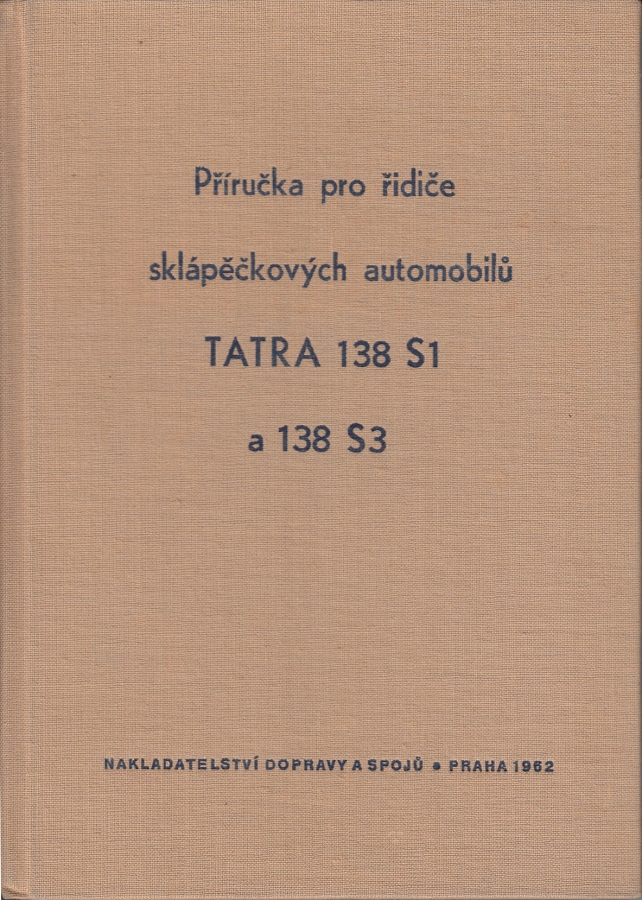 Příručka pro řidiče
sklápěčkových automobilů
TATRA 138 S1
a 138 S3
NAKLADATELSTVÍ DOPRAVY A SPOJŮ • PRAHA 1962